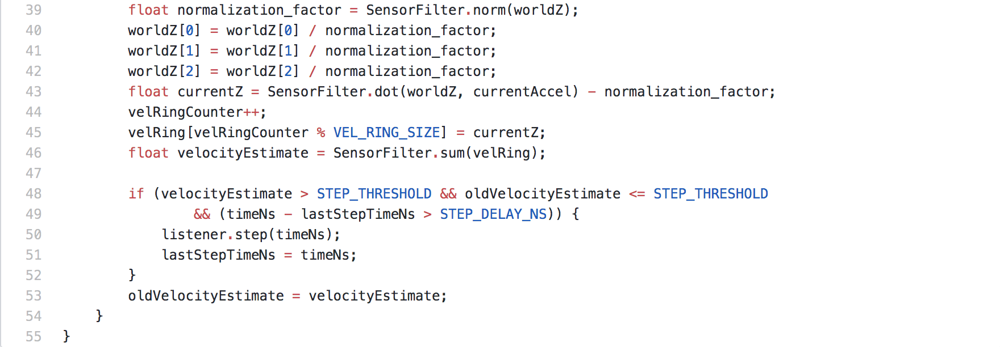 39 float normalization_factor = SensorFilter.norm(worldZ);
40 worldZ[0] = worldZ[0] / normalization_factor;
41 worldZ[1] = worldZ[1] / normalization_factor;
42 worldZ[2] = worldZ[2] / normalization_factor;
43 float currentZ = SensorFilter.dot(worldZ, currentAccel) - normalization_factor;
44 velRingCounter++;
45 velRing[velRingCounter % VEL_RING_SIZE] = currentZ;
46 float velocityEstimate = SensorFilter.sum(velRing);
47
48 if (velocityEstimate > STEP_THRESHOLD && oldVelocityEstimate <= STEP_THRESHOLD
49 && (timeNs - lastStepTimeNs > STEP_DELAY_NS)) {
50 listener.step(timeNs);
51 lastStepTimeNs = timeNs;
52 }
53 oldVelocityEstimate = velocityEstimate;
54 }
55 }